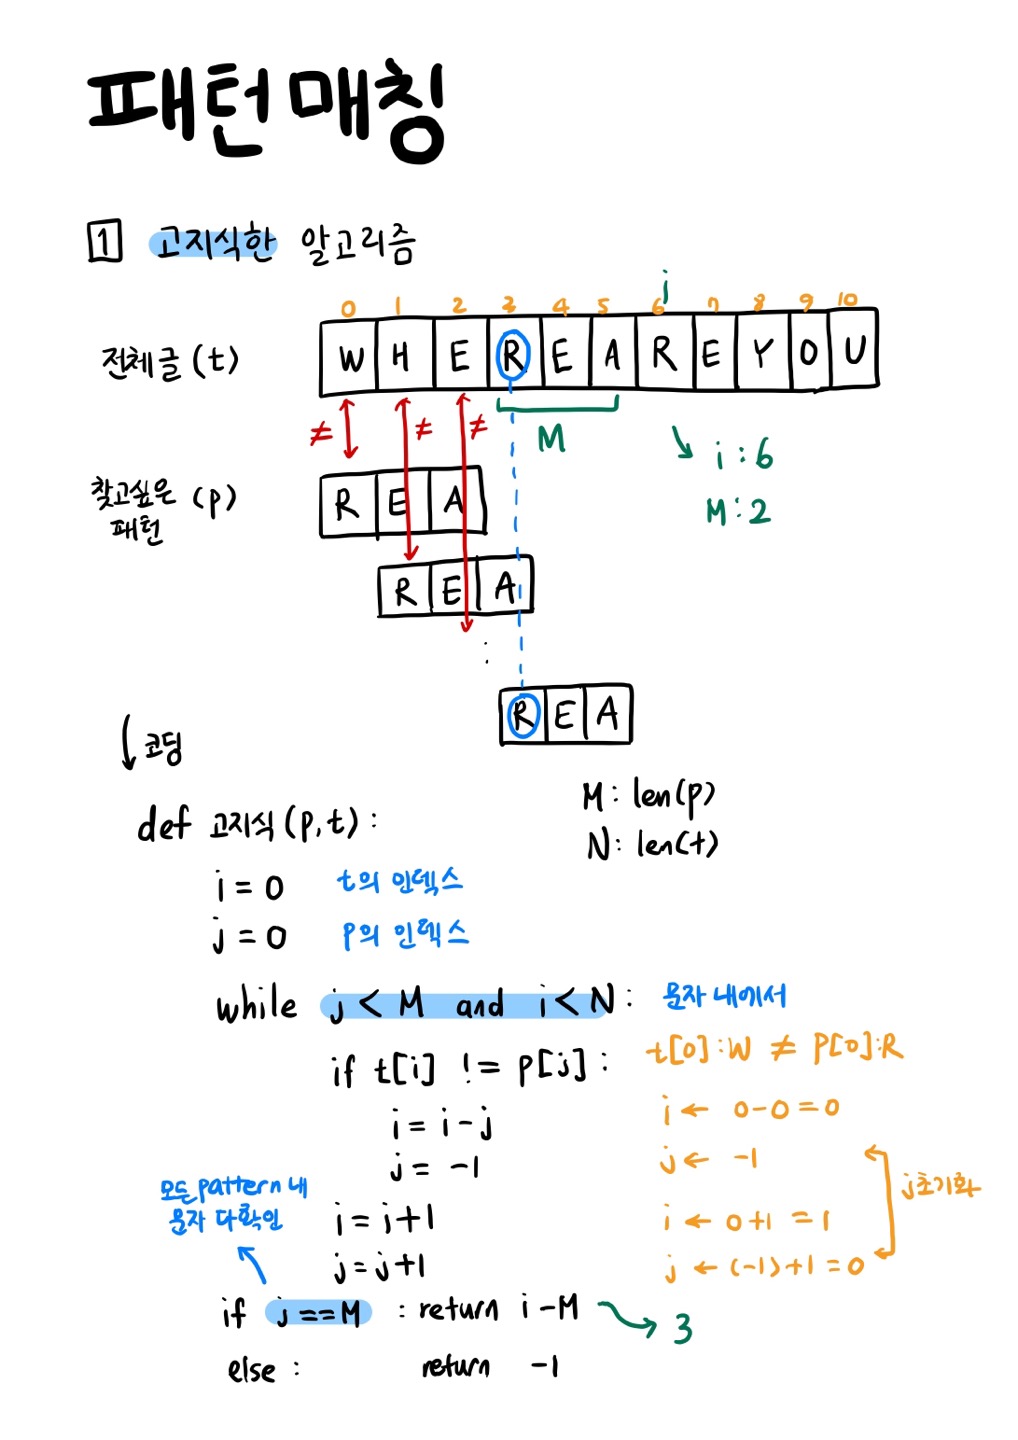 패턴매칭
1 고지식한 알고리즘
i
0 1 2 3 4 5 6 7 8 9 10
전체글(t) W H E R E A R E Y O U
≠ ≠ ≠ M
↘ i:6
M:2
찾고싶은 패턴 (p) R E A
R E A
:
R E A
↓ 코딩
M: len(p)
N: len(t)
def 고지식(p,t):
i = 0 t의 인덱스
j = 0 p의 인덱스
while j < M and i < N: 문자 내에서
if t[i] != p[j]: t[0]:W ≠ P[0]:R
i = i-j i ← 0-0=0
j = -1 j ← -1
j초기화
모든 pattern 내
문자 다확인
i = i+1 i ← 0+1 = 1
j = j+1 j ← (-1)+1=0
if j==M : return i-M → 3
else : return -1